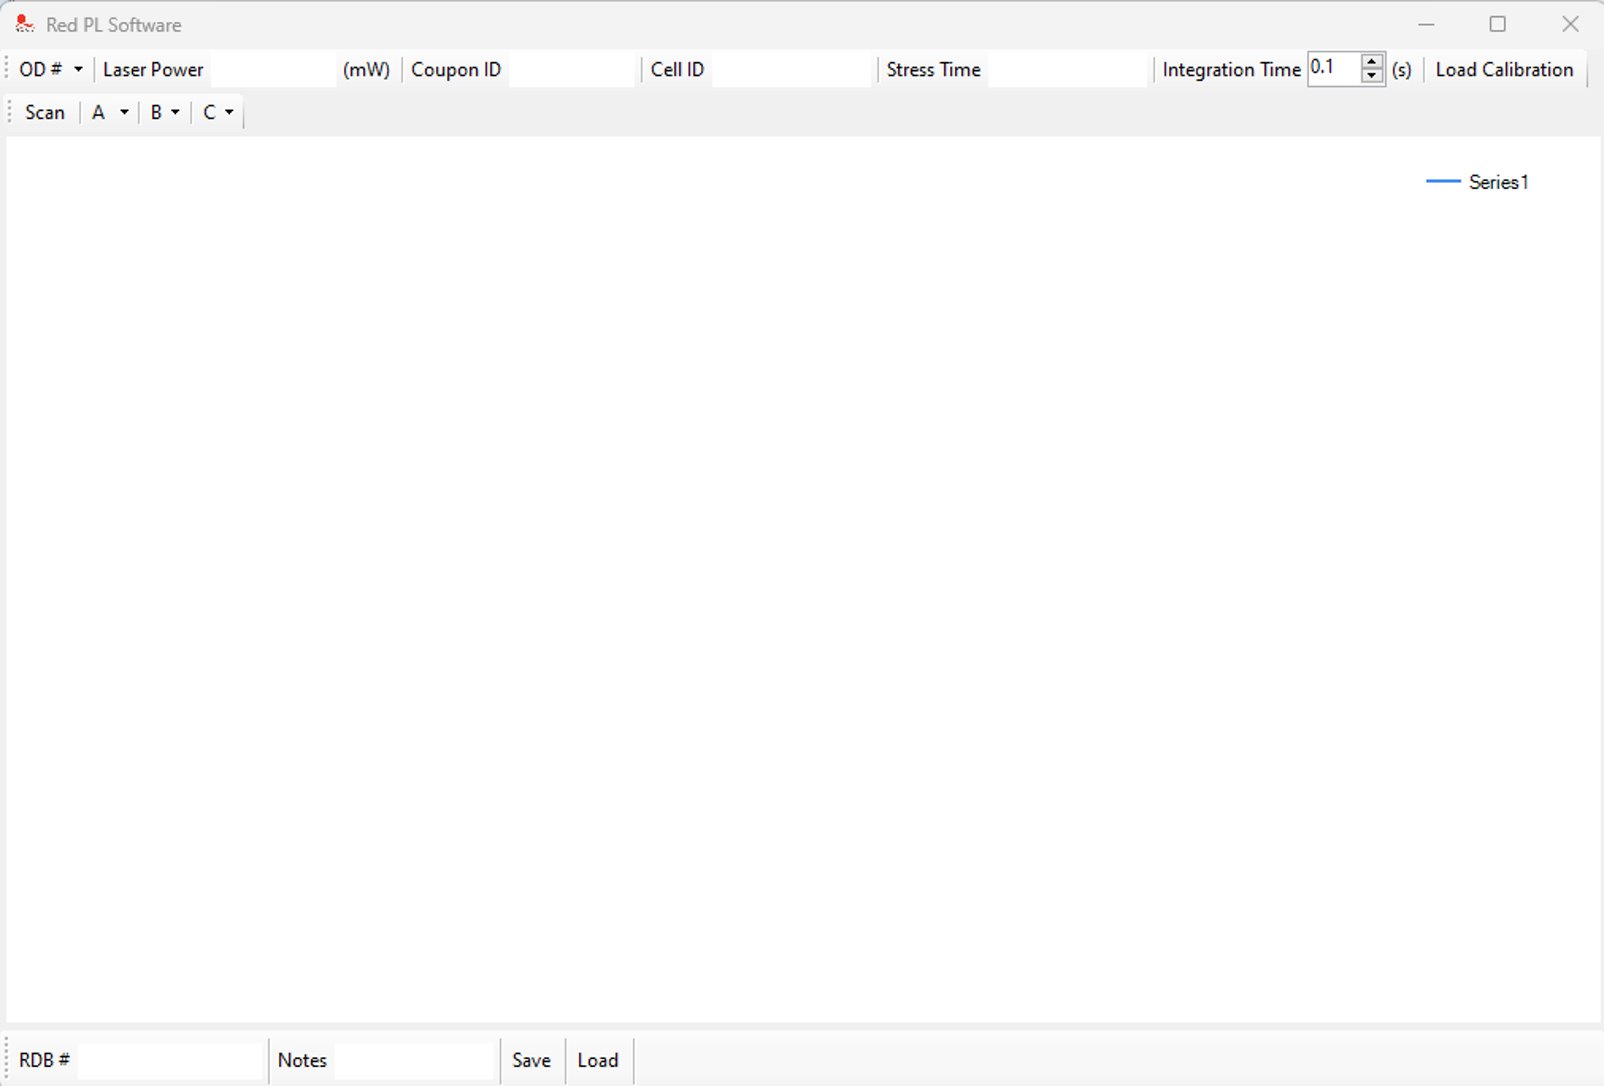 Red PL Software
OD # Laser Power (mW) Coupon ID Cell ID Stress Time Integration Time 0.1 (s) Load Calibration
Scan A B C
Series1
RDB # Notes Save Load